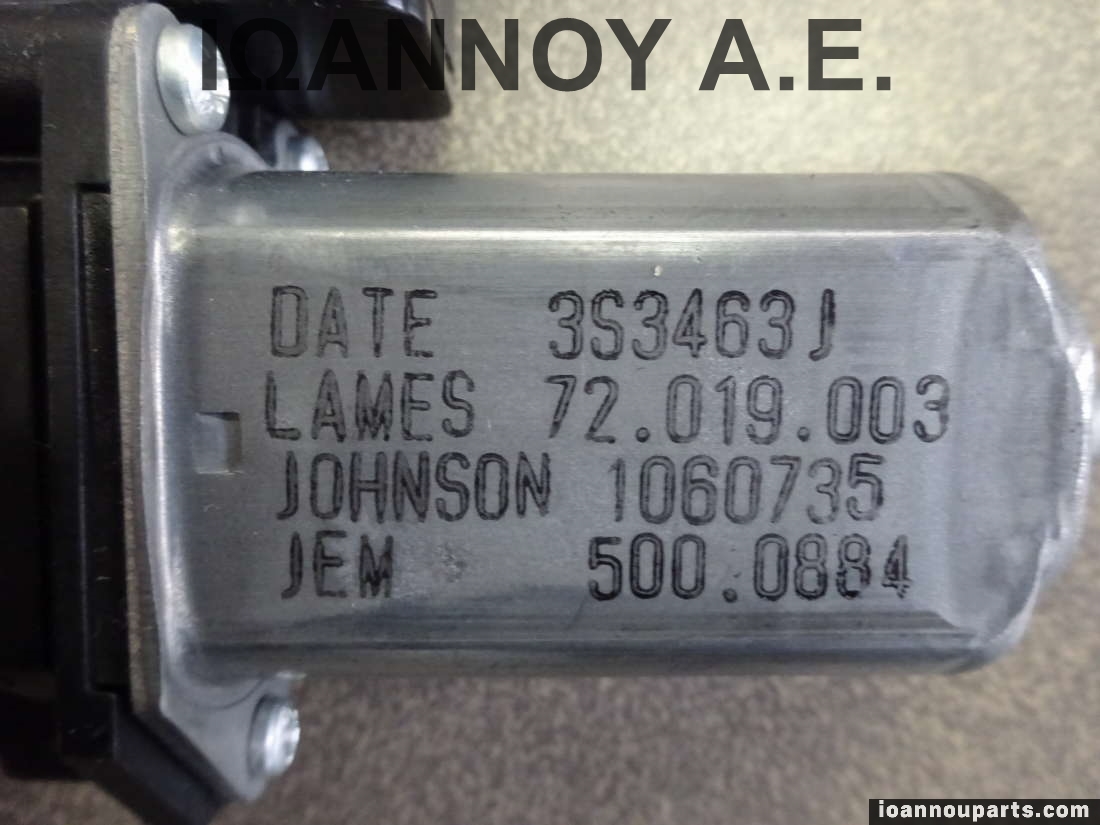 ΙΩΑΝΝΟΥ Α.Ε.
DATE 3S3463J
LAMES 72.019.003
JOHNSON 1060735
JEM 500.0884
ioannouparts.com